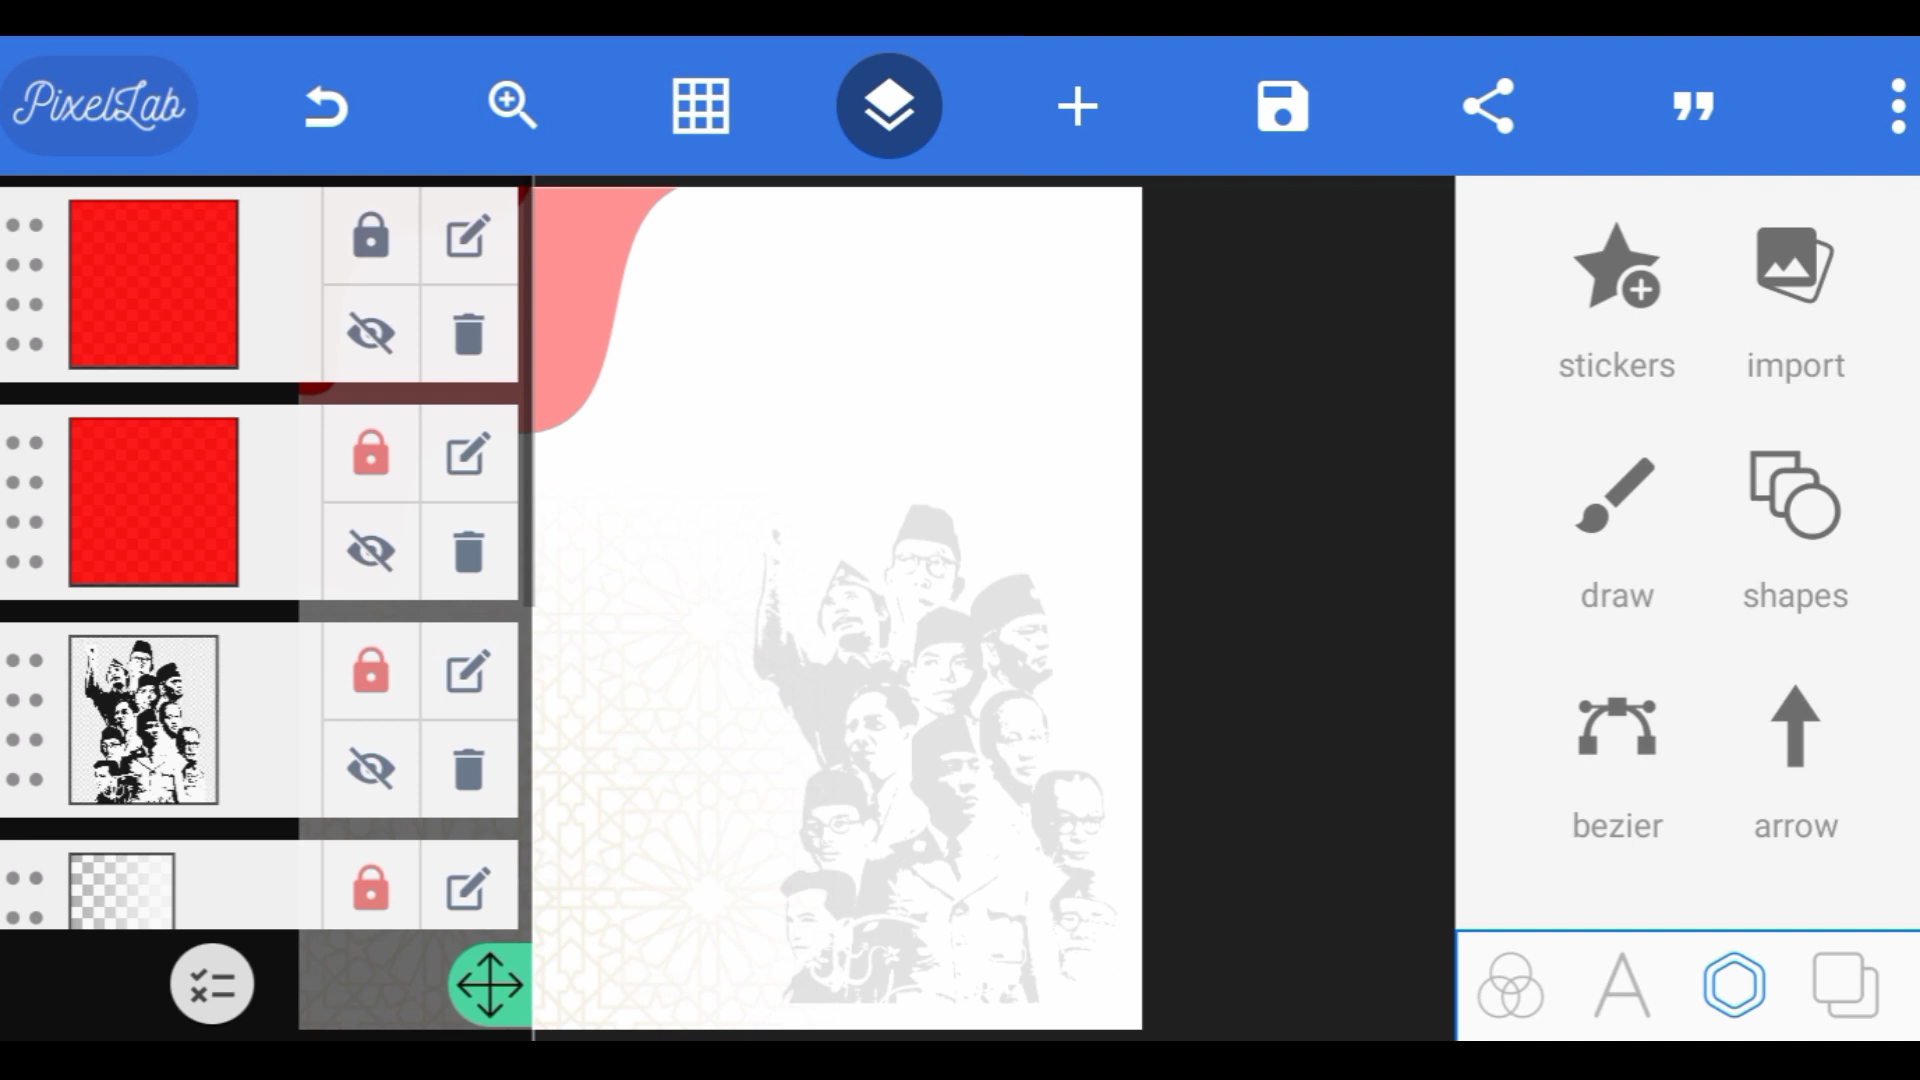 PixelLab
stickers
import
draw
shapes
bezier
arrow